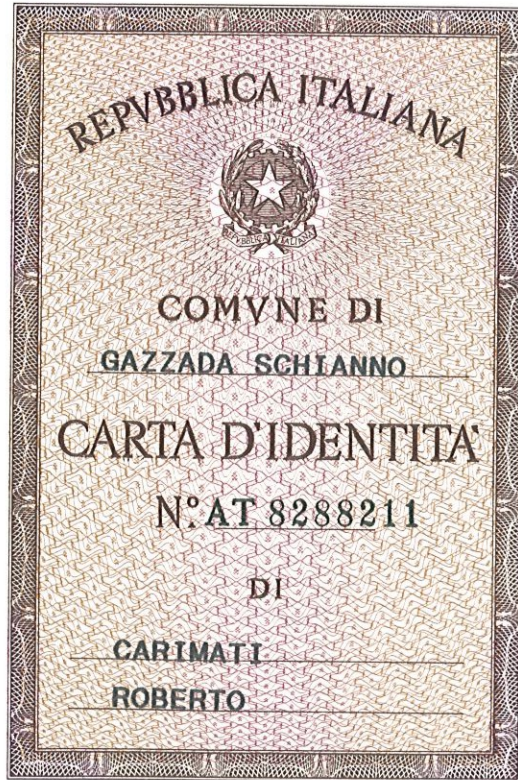 REPVBBLICA ITALIANA
COMVNE DI
GAZZADA SCHIANNO
CARTA D'IDENTITA'
N.° AT 8288211
DI
CARIMATI
ROBERTO